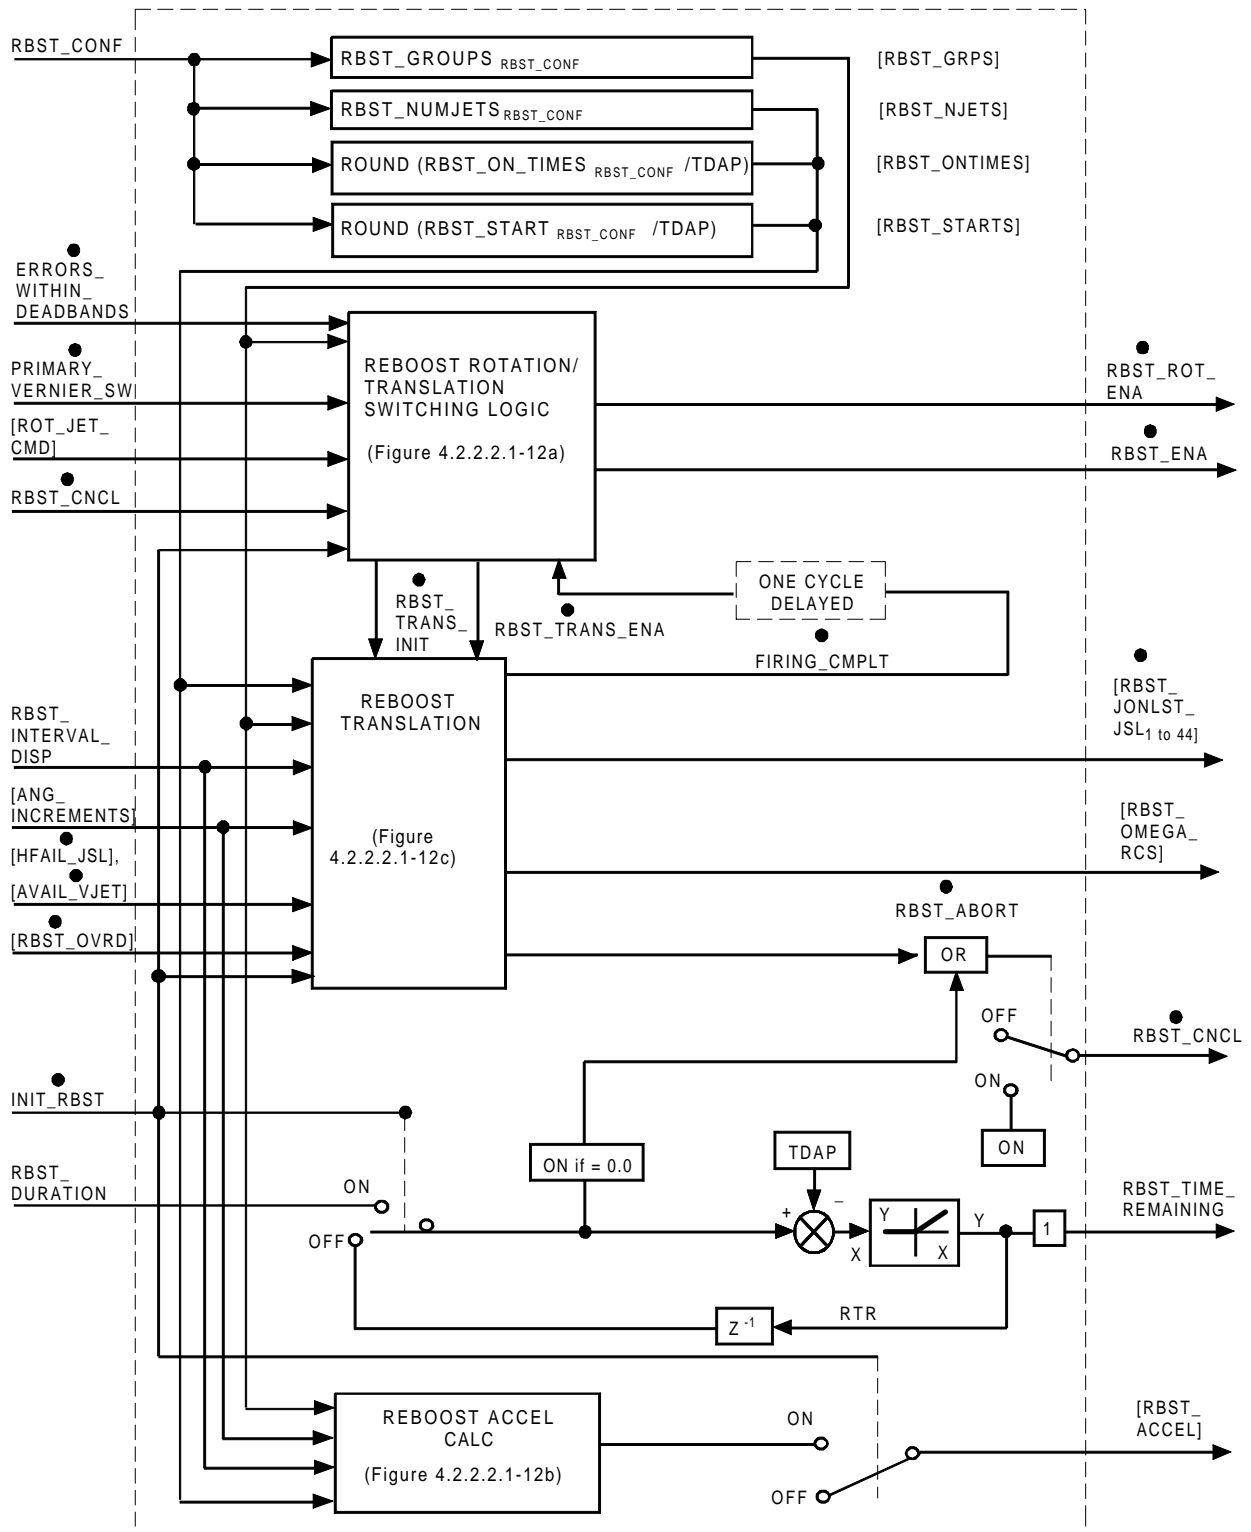 RBST_CONF
RBST_GROUPS RBST_CONF
[RBST_GRPS]
RBST_NUMJETS RBST_CONF
[RBST_NJETS]
ROUND (RBST_ON_TIMES RBST_CONF /TDAP)
[RBST_ONTIMES]
ROUND (RBST_START RBST_CONF /TDAP)
[RBST_STARTS]
ERRORS_
WITHIN_
DEADBANDS
PRIMARY_
VERNIER_SW
[ROT_JET_
CMD]
RBST_CNCL
REBOOST ROTATION/
TRANSLATION
SWITCHING LOGIC
(Figure 4.2.2.2.1-12a)
RBST_ROT_
ENA
RBST_ENA
RBST_
TRANS_
INIT
RBST_TRANS_ENA
ONE CYCLE
DELAYED
FIRING_CMPLT
RBST_
INTERVAL_
DISP
[ANG_
INCREMENTS]
[HFAIL_JSL],
[AVAIL_VJET]
[RBST_OVRD]
REBOOST
TRANSLATION
(Figure
4.2.2.2.1-12c)
[RBST_
JONLST_
JSL1 to 44]
[RBST_
OMEGA_
RCS]
RBST_ABORT
OR
OFF
RBST_CNCL
ON
ON
INIT_RBST
RBST_
DURATION
ON
OFF
ON if = 0.0
TDAP
+
–
X
Y
X
Y
1
RBST_TIME_
REMAINING
RTR
Z -1
REBOOST ACCEL
CALC
(Figure 4.2.2.2.1-12b)
ON
OFF
[RBST_
ACCEL]